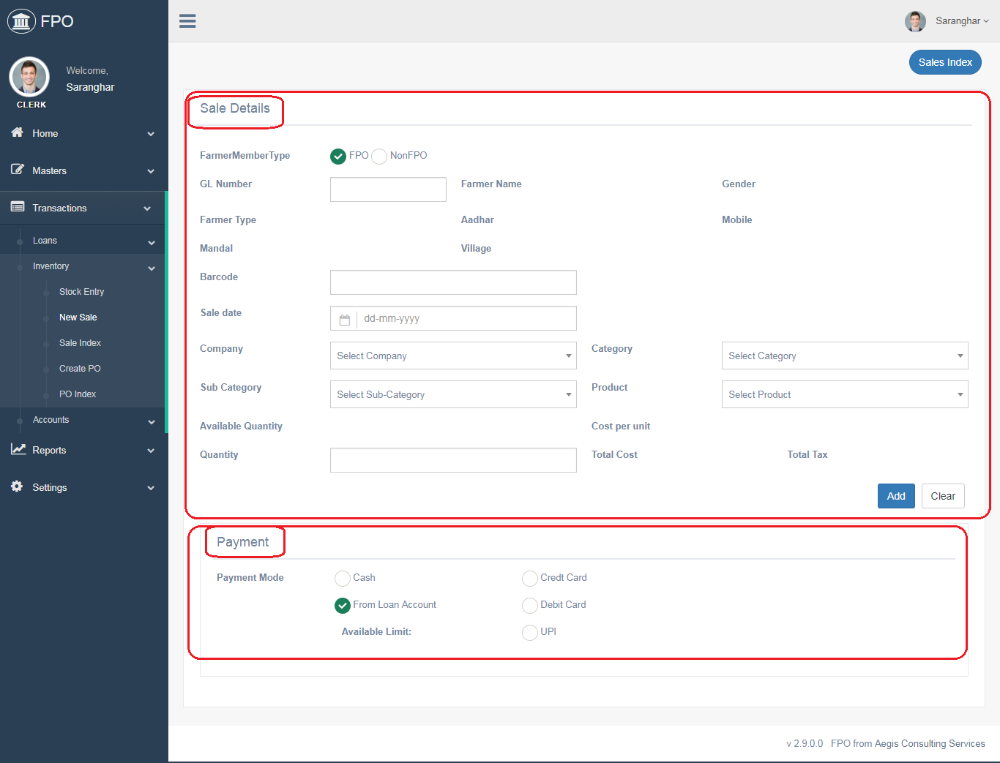 FPO
Saranghar
Welcome,
Saranghar
CLERK
Home
Masters
Transactions
Loans
Inventory
Stock Entry
New Sale
Sale Index
Create PO
PO Index
Accounts
Reports
Settings
Sales Index
Sale Details
FarmerMemberType FPO NonFPO
GL Number Farmer Name Gender
Farmer Type Aadhar Mobile
Mandal Village
Barcode
Sale date dd-mm-yyyy
Company Select Company Category Select Category
Sub Category Select Sub-Category Product Select Product
Available Quantity Cost per unit
Quantity Total Cost Total Tax
Add Clear
Payment
Payment Mode Cash Credt Card
From Loan Account Debit Card
Available Limit: UPI
v 2.9.0.0 FPO from Aegis Consulting Services